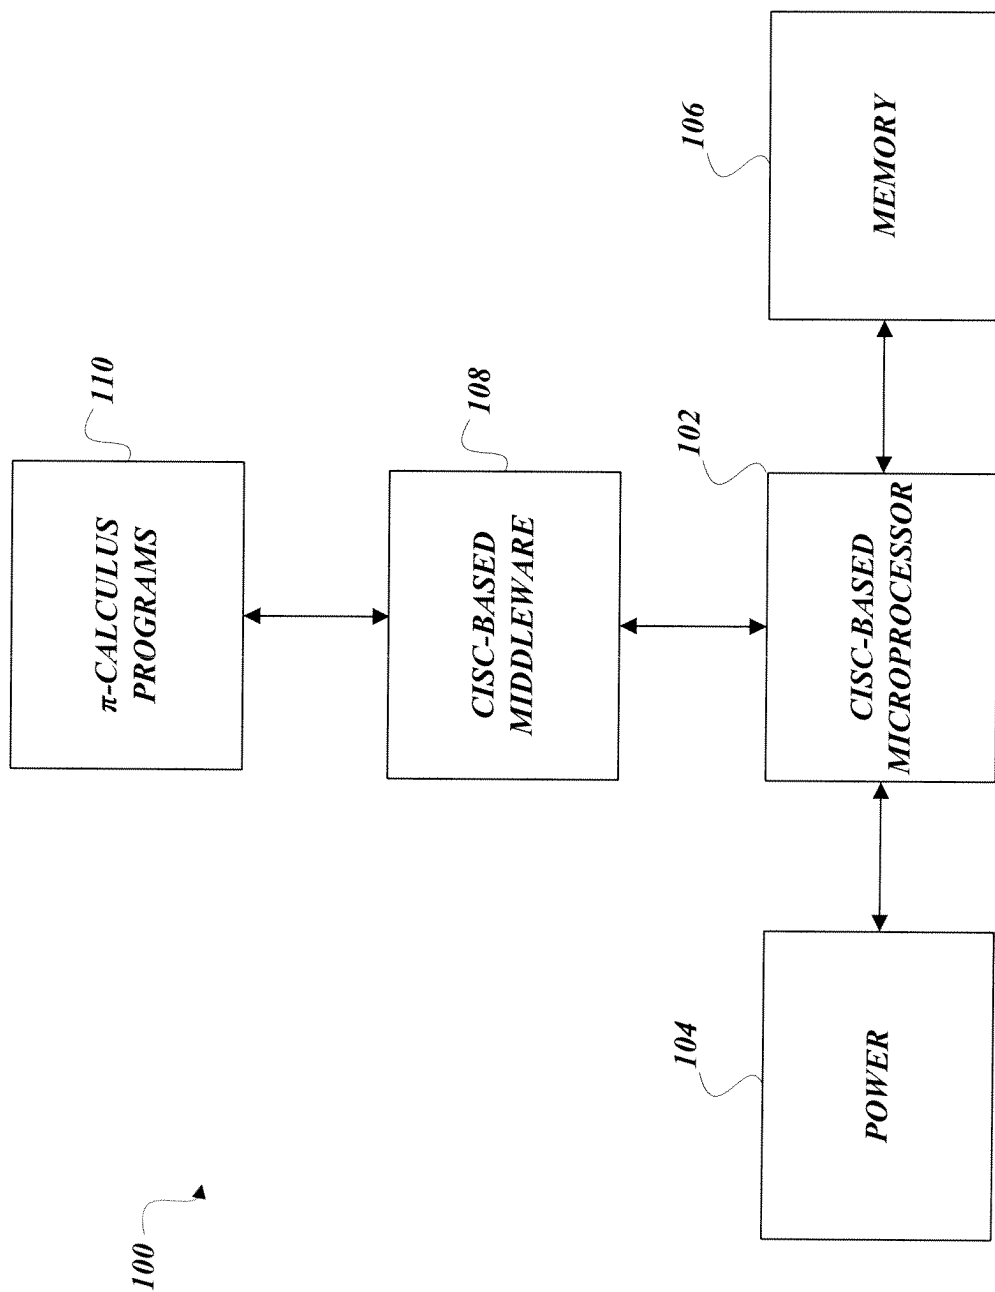 100
110
π-CALCULUS
PROGRAMS
108
CISC-BASED
MIDDLEWARE
104
POWER
102
CISC-BASED
MICROPROCESSOR
106
MEMORY